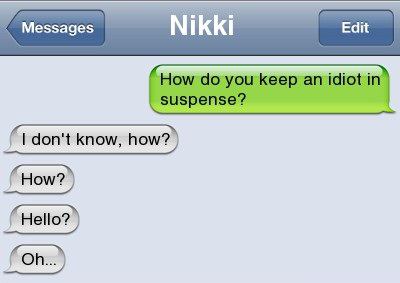 Messages
Nikki
Edit
How do you keep an idiot in
suspense?
I don't know, how?
How?
Hello?
Oh...